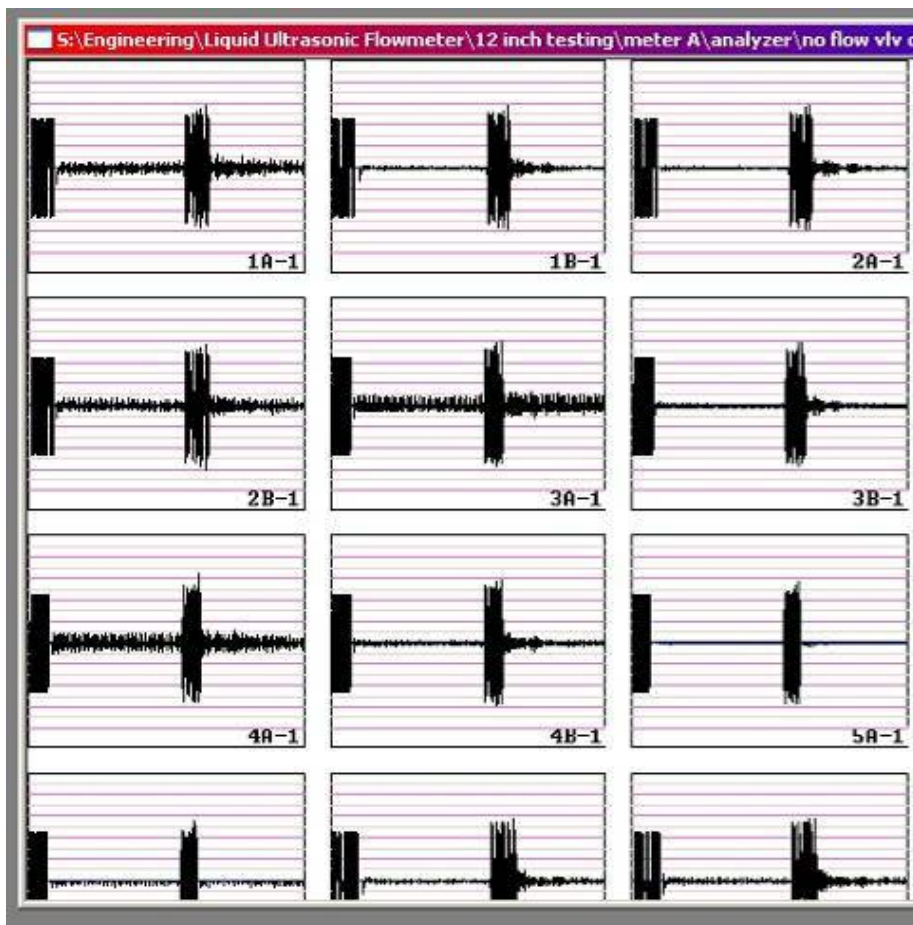 S:\Engineering\Liquid Ultrasonic Flowmeter\12 inch testing\meter A\analyzer\no flow vlv
1A-1
1B-1
2A-1
2B-1
3A-1
3B-1
4A-1
4B-1
5A-1